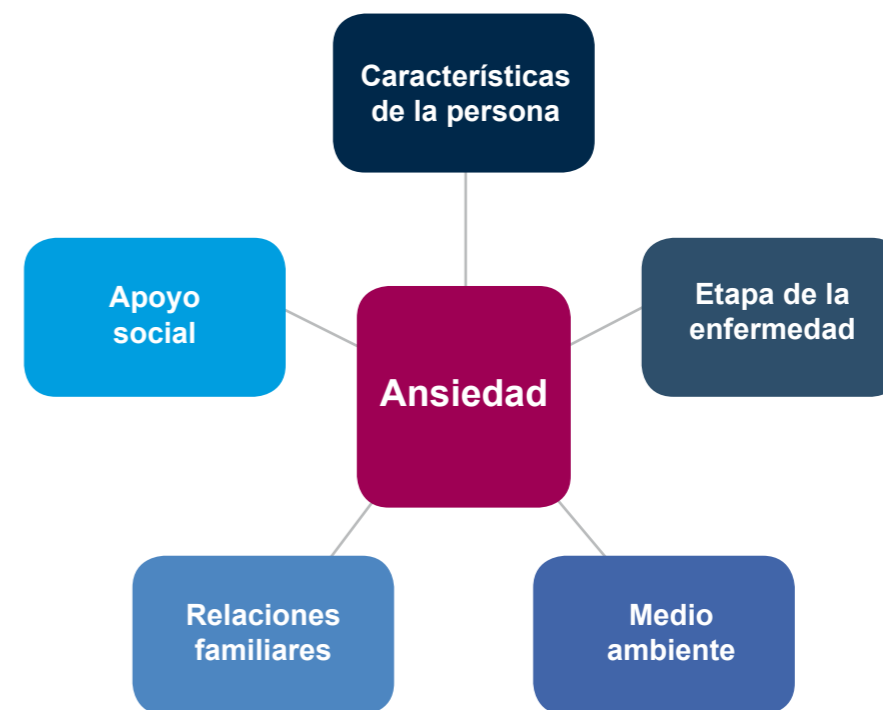 Características
de la persona
Apoyo
social
Etapa de la
enfermedad
Ansiedad
Relaciones
familiares
Medio
ambiente